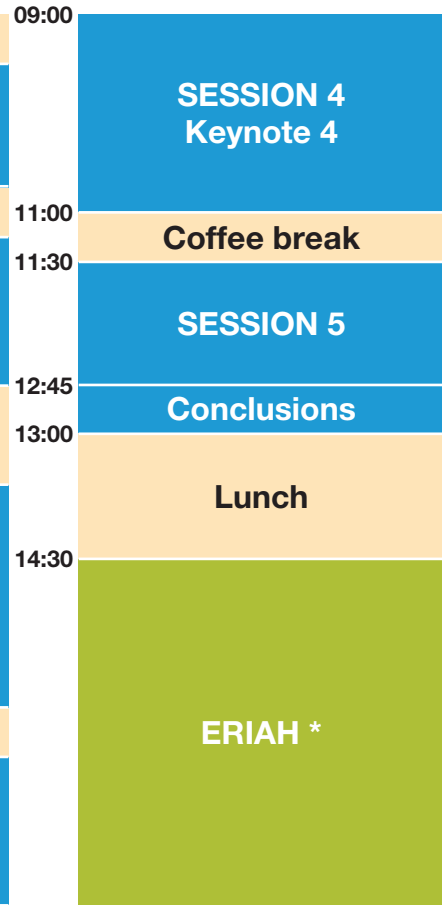 09:00
SESSION 4
Keynote 4
11:00
Coffee break
11:30
SESSION 5
12:45
Conclusions
13:00
Lunch
14:30
ERIAH *